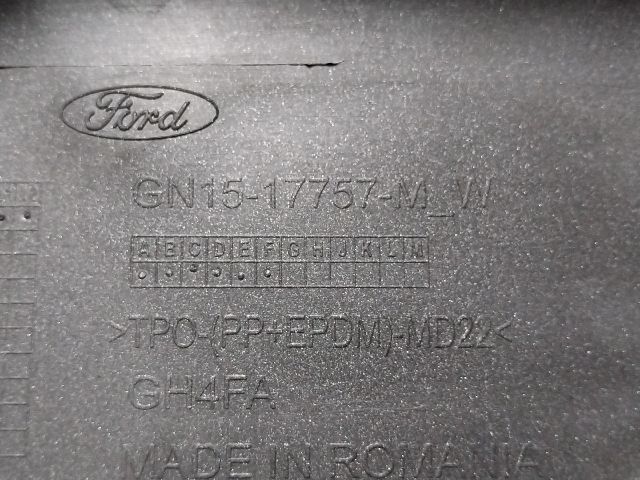 Ford
GN15-17757-M_W
A B C D E F G H J K L M
>TPO-(PP+EPDM)-MD22<
GH4FA
MADE IN ROMANIA